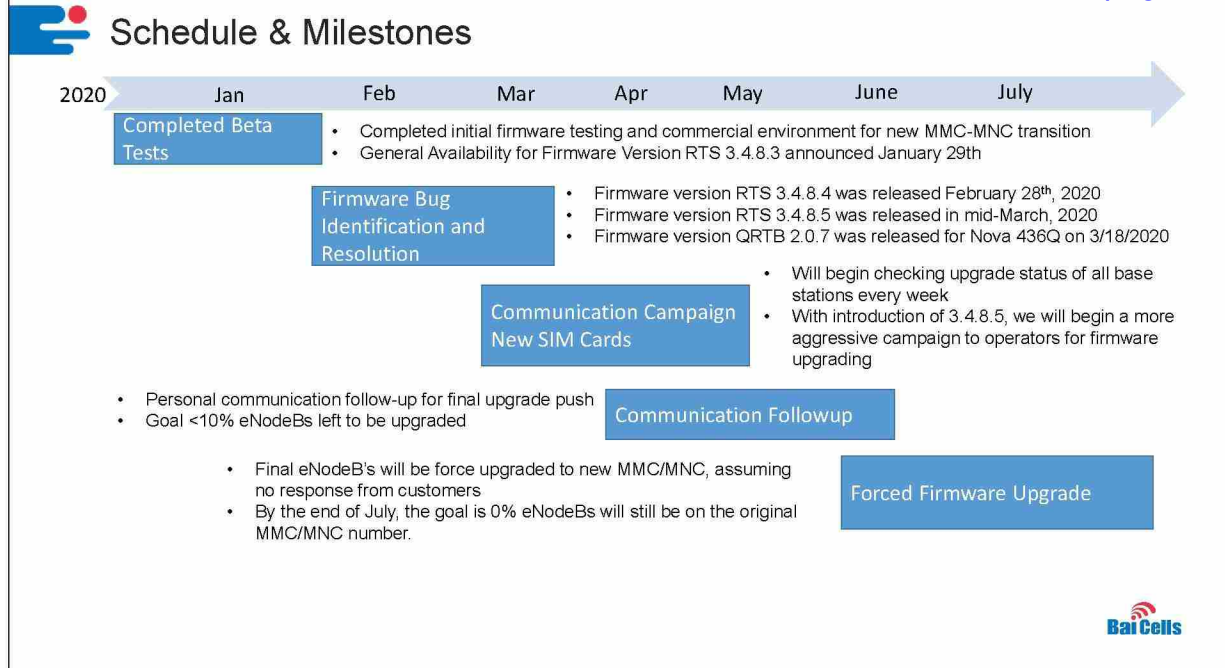 Schedule & Milestones
2020
Jan
Feb
Mar
Apr
May
June
July
Completed Beta
Tests
• Completed initial firmware testing and commercial environment for new MMC-MNC transition
• General Availability for Firmware Version RTS 3.4.8.3 announced January 29th
Firmware Bug
Identification and
Resolution
• Firmware version RTS 3.4.8.4 was released February 28th, 2020
• Firmware version RTS 3.4.8.5 was released in mid-March, 2020
• Firmware version QRTB 2.0.7 was released for Nova 436Q on 3/18/2020
Communication Campaign
New SIM Cards
• Will begin checking upgrade status of all base
stations every week
• With introduction of 3.4.8.5, we will begin a more
aggressive campaign to operators for firmware
upgrading
• Personal communication follow-up for final upgrade push
• Goal <10% eNodeBs left to be upgraded
Communication Followup
• Final eNodeB's will be force upgraded to new MMC/MNC, assuming
no response from customers
• By the end of July, the goal is 0% eNodeBs will still be on the original
MMC/MNC number.
Forced Firmware Upgrade
BaiCells